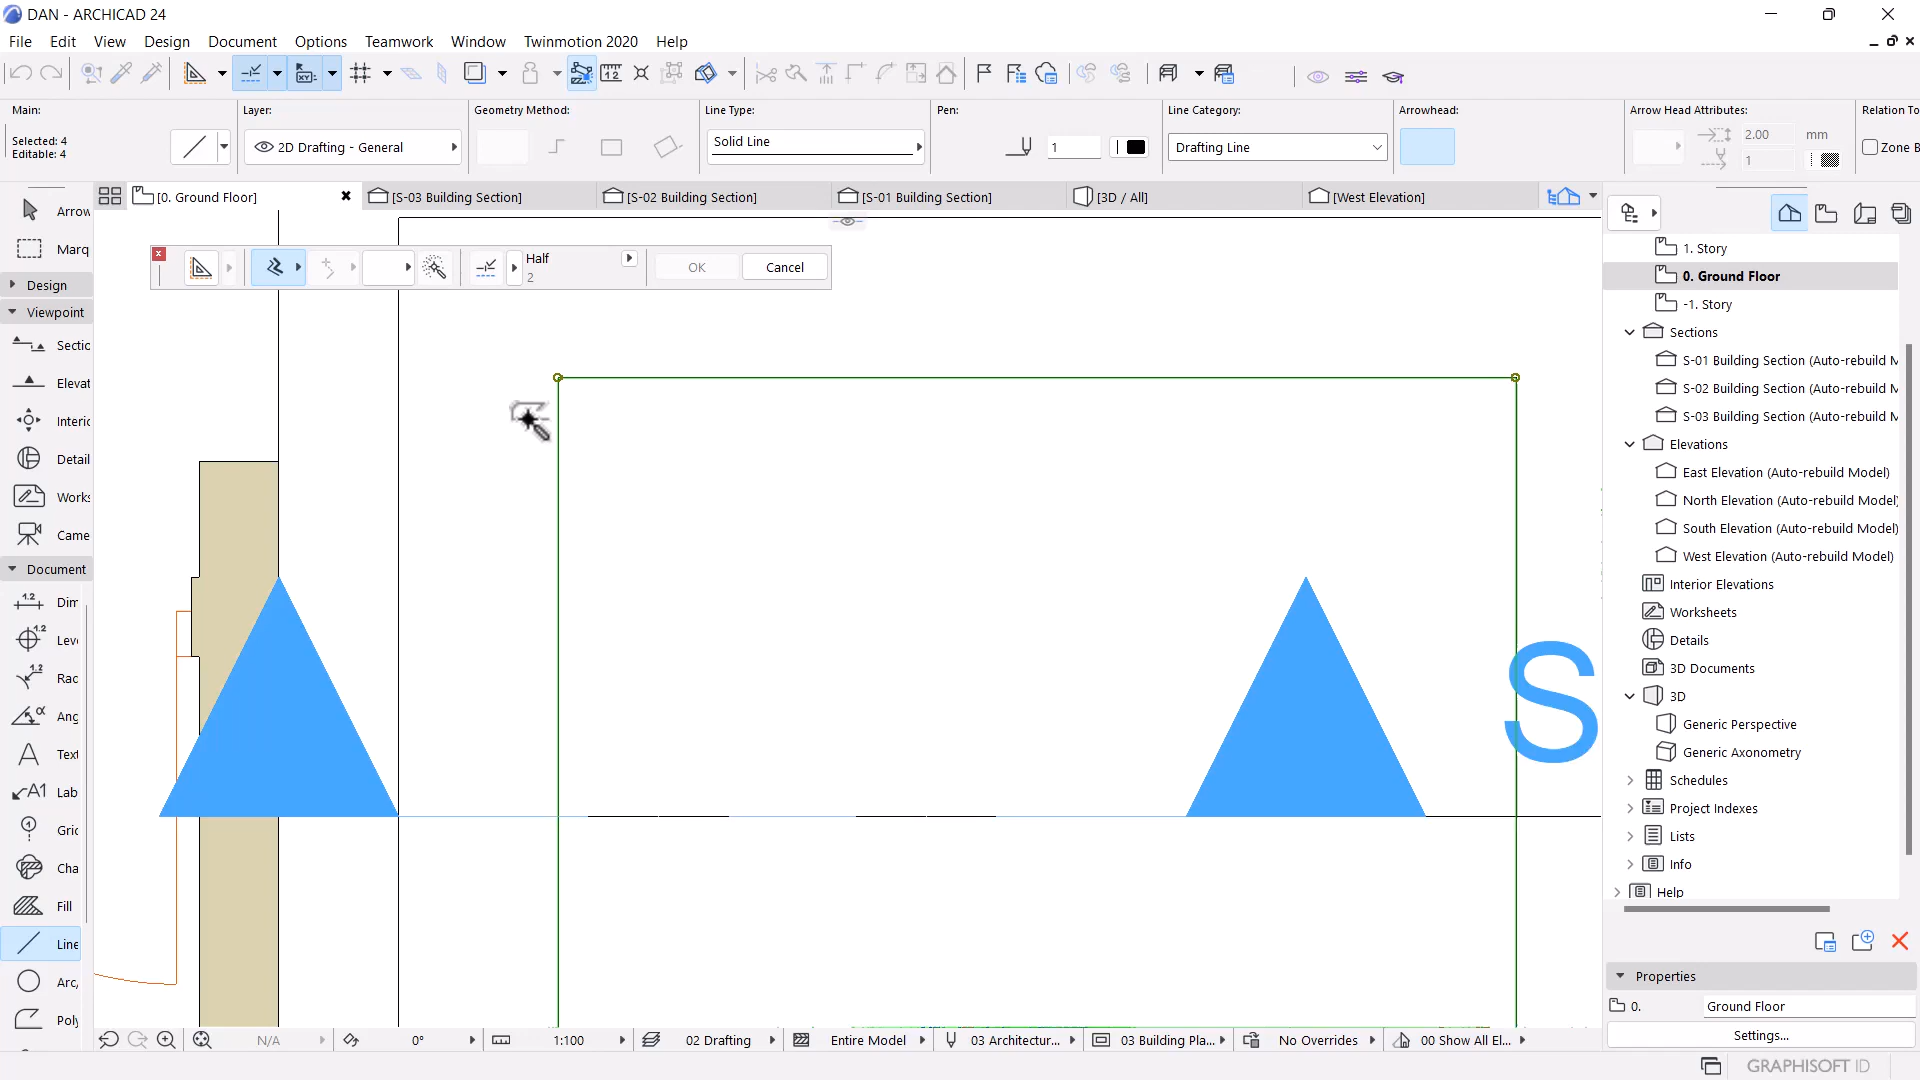 DAN - ARCHICAD 24
File Edit View Design Document Options Teamwork Window Twinmotion 2020 Help
Main: Layer: Geometry Method: Line Type: Pen: Line Category: Arrowhead: Arrow Head Attributes: Relation To
Selected: 4
Editable: 4
2D Drafting - General
Solid Line
1
Drafting Line
2.00 mm
1
Zone B
[0. Ground Floor] [S-03 Building Section] [S-02 Building Section] [S-01 Building Section] [3D / All] [West Elevation]
Arrow
Marq
Design
Viewpoint
Sectio
Elevat
Interio
Detail
Works
Came
Document
Dim
Leve
Rad
Ang
Text
Lab
Grid
Cha
Fill
Line
Arc,
Poly
Half
2
OK Cancel
S
1. Story
0. Ground Floor
-1. Story
Sections
S-01 Building Section (Auto-rebuild M
S-02 Building Section (Auto-rebuild M
S-03 Building Section (Auto-rebuild M
Elevations
East Elevation (Auto-rebuild Model)
North Elevation (Auto-rebuild Model)
South Elevation (Auto-rebuild Model)
West Elevation (Auto-rebuild Model)
Interior Elevations
Worksheets
Details
3D Documents
3D
Generic Perspective
Generic Axonometry
Schedules
Project Indexes
Lists
Info
Help
Properties
0. Ground Floor
Settings...
N/A 0° 1:100 02 Drafting Entire Model 03 Architectur... 03 Building Pla... No Overrides 00 Show All El...
GRAPHISOFT ID